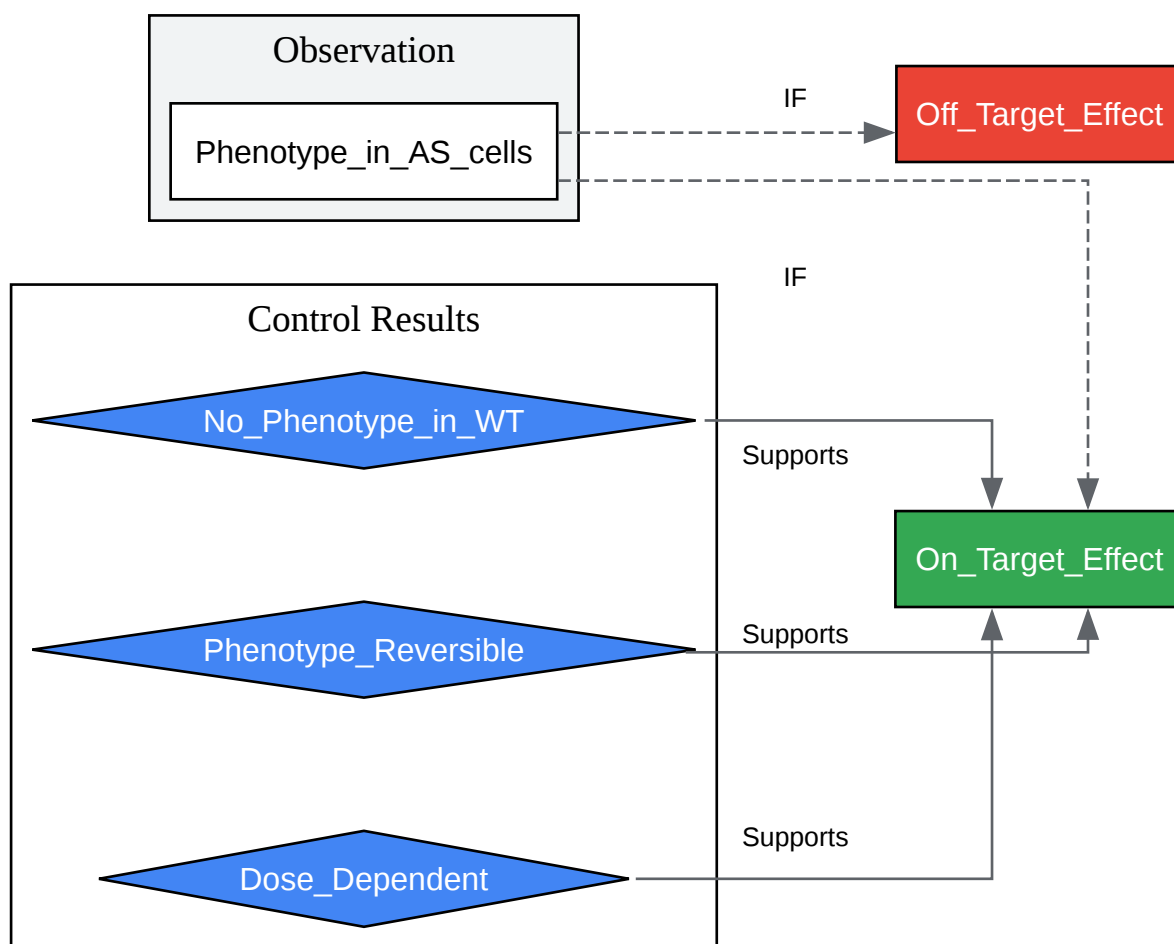 Observation
IF
Off_Target_Effect
Phenotype_in_AS_cells
IF
Control Results
No_Phenotype_in_WT
Supports
On_Target_Effect
Phenotype_Reversible
Supports
Supports
Dose_Dependent